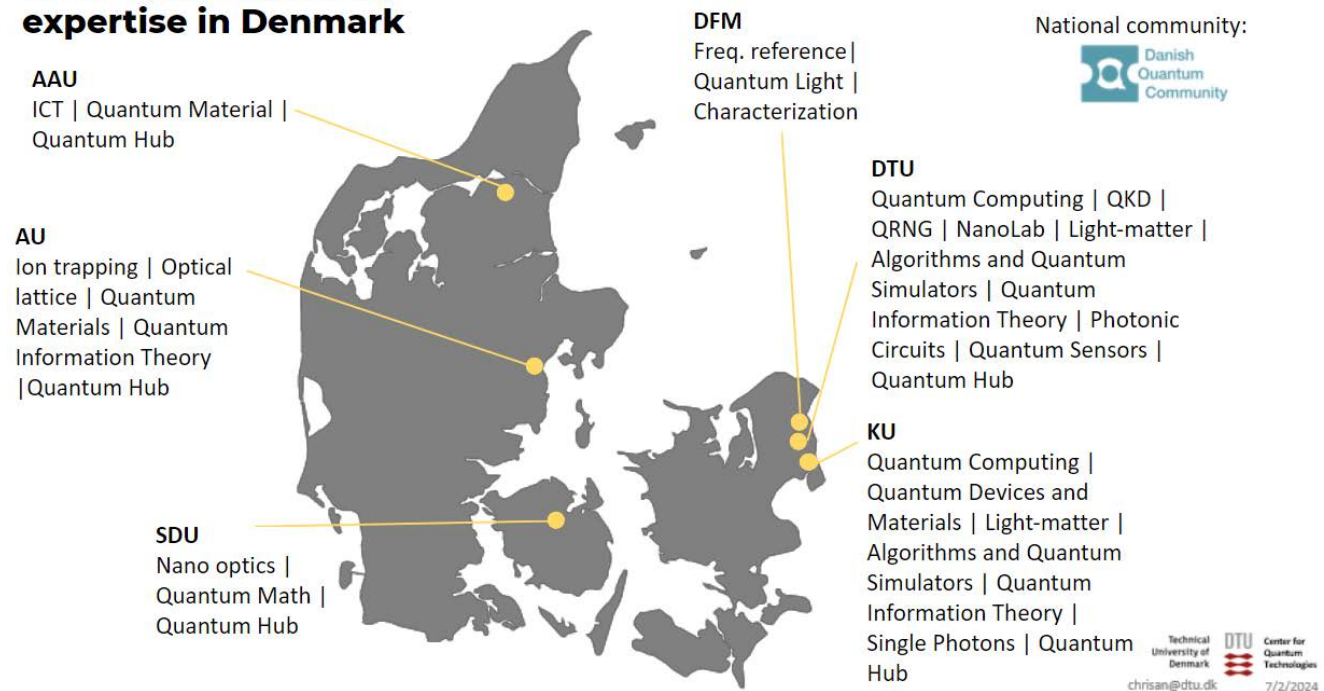 expertise in Denmark
AAU
ICT | Quantum Material |
Quantum Hub
AU
Ion trapping | Optical
lattice | Quantum
Materials | Quantum
Information Theory
|Quantum Hub
SDU
Nano optics |
Quantum Math |
Quantum Hub
DFM
Freq. reference|
Quantum Light |
Characterization
National community:
Danish
Quantum
Community
DTU
Quantum Computing | QKD |
QRNG | NanoLab | Light-matter |
Algorithms and Quantum
Simulators | Quantum
Information Theory | Photonic
Circuits | Quantum Sensors |
Quantum Hub
KU
Quantum Computing |
Quantum Devices and
Materials | Light-matter |
Algorithms and Quantum
Simulators | Quantum
Information Theory |
Single Photons | Quantum
Hub
Technical
University of
Denmark
DTU
Center for
Quantum
Technologies
chrisan@dtu.dk
7/2/2024